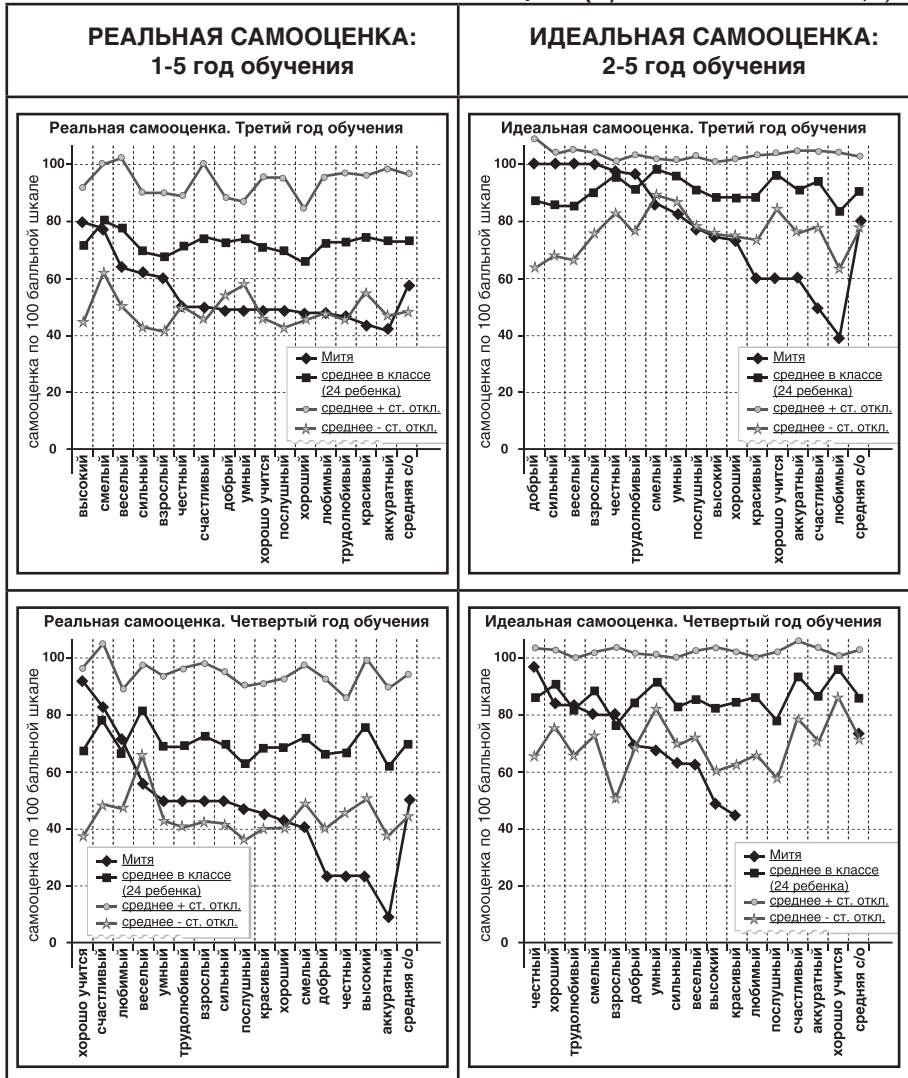 РЕАЛЬНАЯ САМООЦЕНКА:
1-5 год обучения
ИДЕАЛЬНАЯ САМООЦЕНКА:
2-5 год обучения
Реальная самооценка. Третий год обучения
самооценка по 100 балльной шкале
100
80
60
40
20
0
Митя
среднее в классе
(24 ребенка)
среднее + ст. откл.
среднее - ст. откл.
высокий
смелый
веселый
сильный
взрослый
честный
счастливый
добрый
умный
хорошо учится
послушный
хороший
любимый
трудолюбивый
красивый
аккуратный
средняя с/о
Идеальная самооценка. Третий год обучения
самооценка по 100 балльной шкале
100
80
60
40
20
0
Митя
среднее в классе
(24 ребенка)
среднее + ст. откл.
среднее - ст. откл.
добрый
сильный
веселый
взрослый
честный
трудолюбивый
смелый
умный
послушный
высокий
хороший
красивый
хорошо учится
аккуратный
счастливый
любимый
средняя с/о
Реальная самооценка. Четвертый год обучения
самооценка по 100 балльной шкале
100
80
60
40
20
0
Митя
среднее в классе
(24 ребенка)
среднее + ст. откл.
среднее - ст. откл.
хорошо учится
счастливый
любимый
веселый
умный
трудолюбивый
взрослый
сильный
послушный
красивый
хороший
смелый
добрый
честный
высокий
аккуратный
средняя с/о
Идеальная самооценка. Четвертый год обучения
самооценка по 100 балльной шкале
100
80
60
40
20
0
Митя
среднее в классе
(24 ребенка)
среднее + ст. откл.
среднее - ст. откл.
честный
хороший
трудолюбивый
смелый
взрослый
добрый
умный
сильный
веселый
высокий
красивый
любимый
послушный
счастливый
аккуратный
хорошо учится
средняя с/о